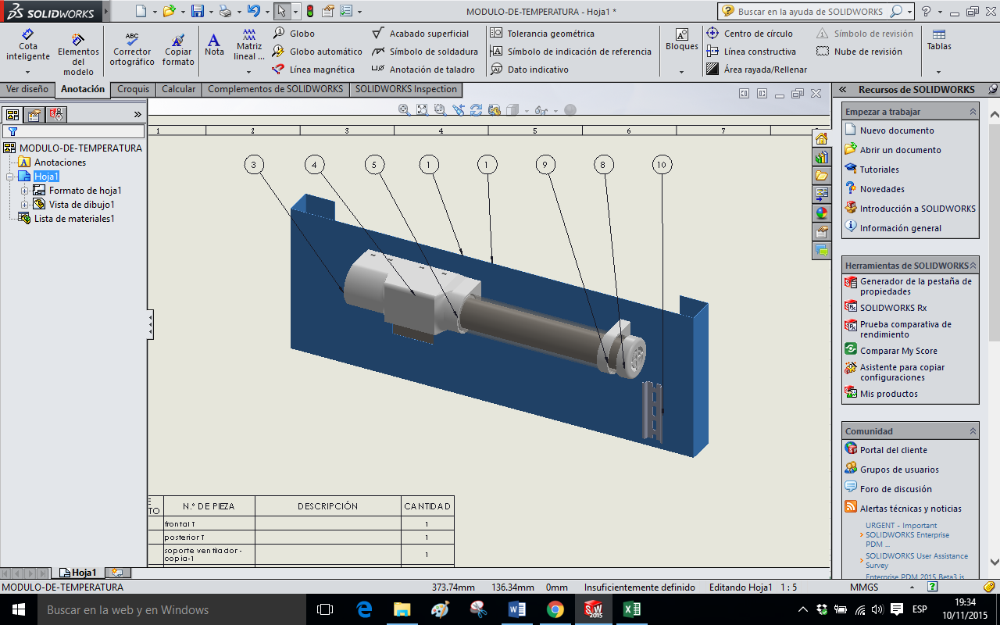 SOLIDWORKS
MODULO-DE-TEMPERATURA - Hoja1 *
Buscar en la ayuda de SOLIDWORKS
Cota
inteligente
Elementos
del
modelo
ABC
Corrector
ortográfico
Copiar
formato
A
Nota
Matriz
lineal ...
Globo
Globo automático
Línea magnética
Acabado superficial
Símbolo de soldadura
Anotación de taladro
Tolerancia geométrica
Símbolo de indicación de referencia
Dato indicativo
Bloques
Centro de círculo
Línea constructiva
Área rayada/Rellenar
Símbolo de revisión
Nube de revisión
Tablas
Ver diseño
Anotación
Croquis
Calcular
Complementos de SOLIDWORKS
SOLIDWORKS Inspection
MODULO-DE-TEMPERATURA
Anotaciones
Hoja1
Formato de hoja1
Vista de dibujo1
Lista de materiales1
1 2 3 4 5 6 7
3 4 5 1 1 9 8 10
N.º DE PIEZA DESCRIPCIÓN CANTIDAD
frontal T 1
posterior T 1
soporte ventilador -
copia-1 1
Recursos de SOLIDWORKS
Empezar a trabajar
Nuevo documento
Abrir un documento
Tutoriales
Novedades
Introducción a SOLIDWORKS
Información general
Herramientas de SOLIDWORKS
Generador de la pestaña de
propiedades
SOLIDWORKS Rx
Prueba comparativa de
rendimiento
Comparar My Score
Asistente para copiar
configuraciones
Mis productos
Comunidad
Portal del cliente
Grupos de usuarios
Foro de discusión
Alertas técnicas y noticias
URGENT - Important
SOLIDWORKS Enterprise
PDM ...
SOLIDWORKS User Assistance
Survey
Enterprise PDM 2015 Beta3 is
Hoja1
MODULO-DE-TEMPERATURA
373.74mm 136.34mm 0mm Insuficientemente definido Editando Hoja1 1 : 5 MMGS
Buscar en la web y en Windows
ESP
19:34
10/11/2015